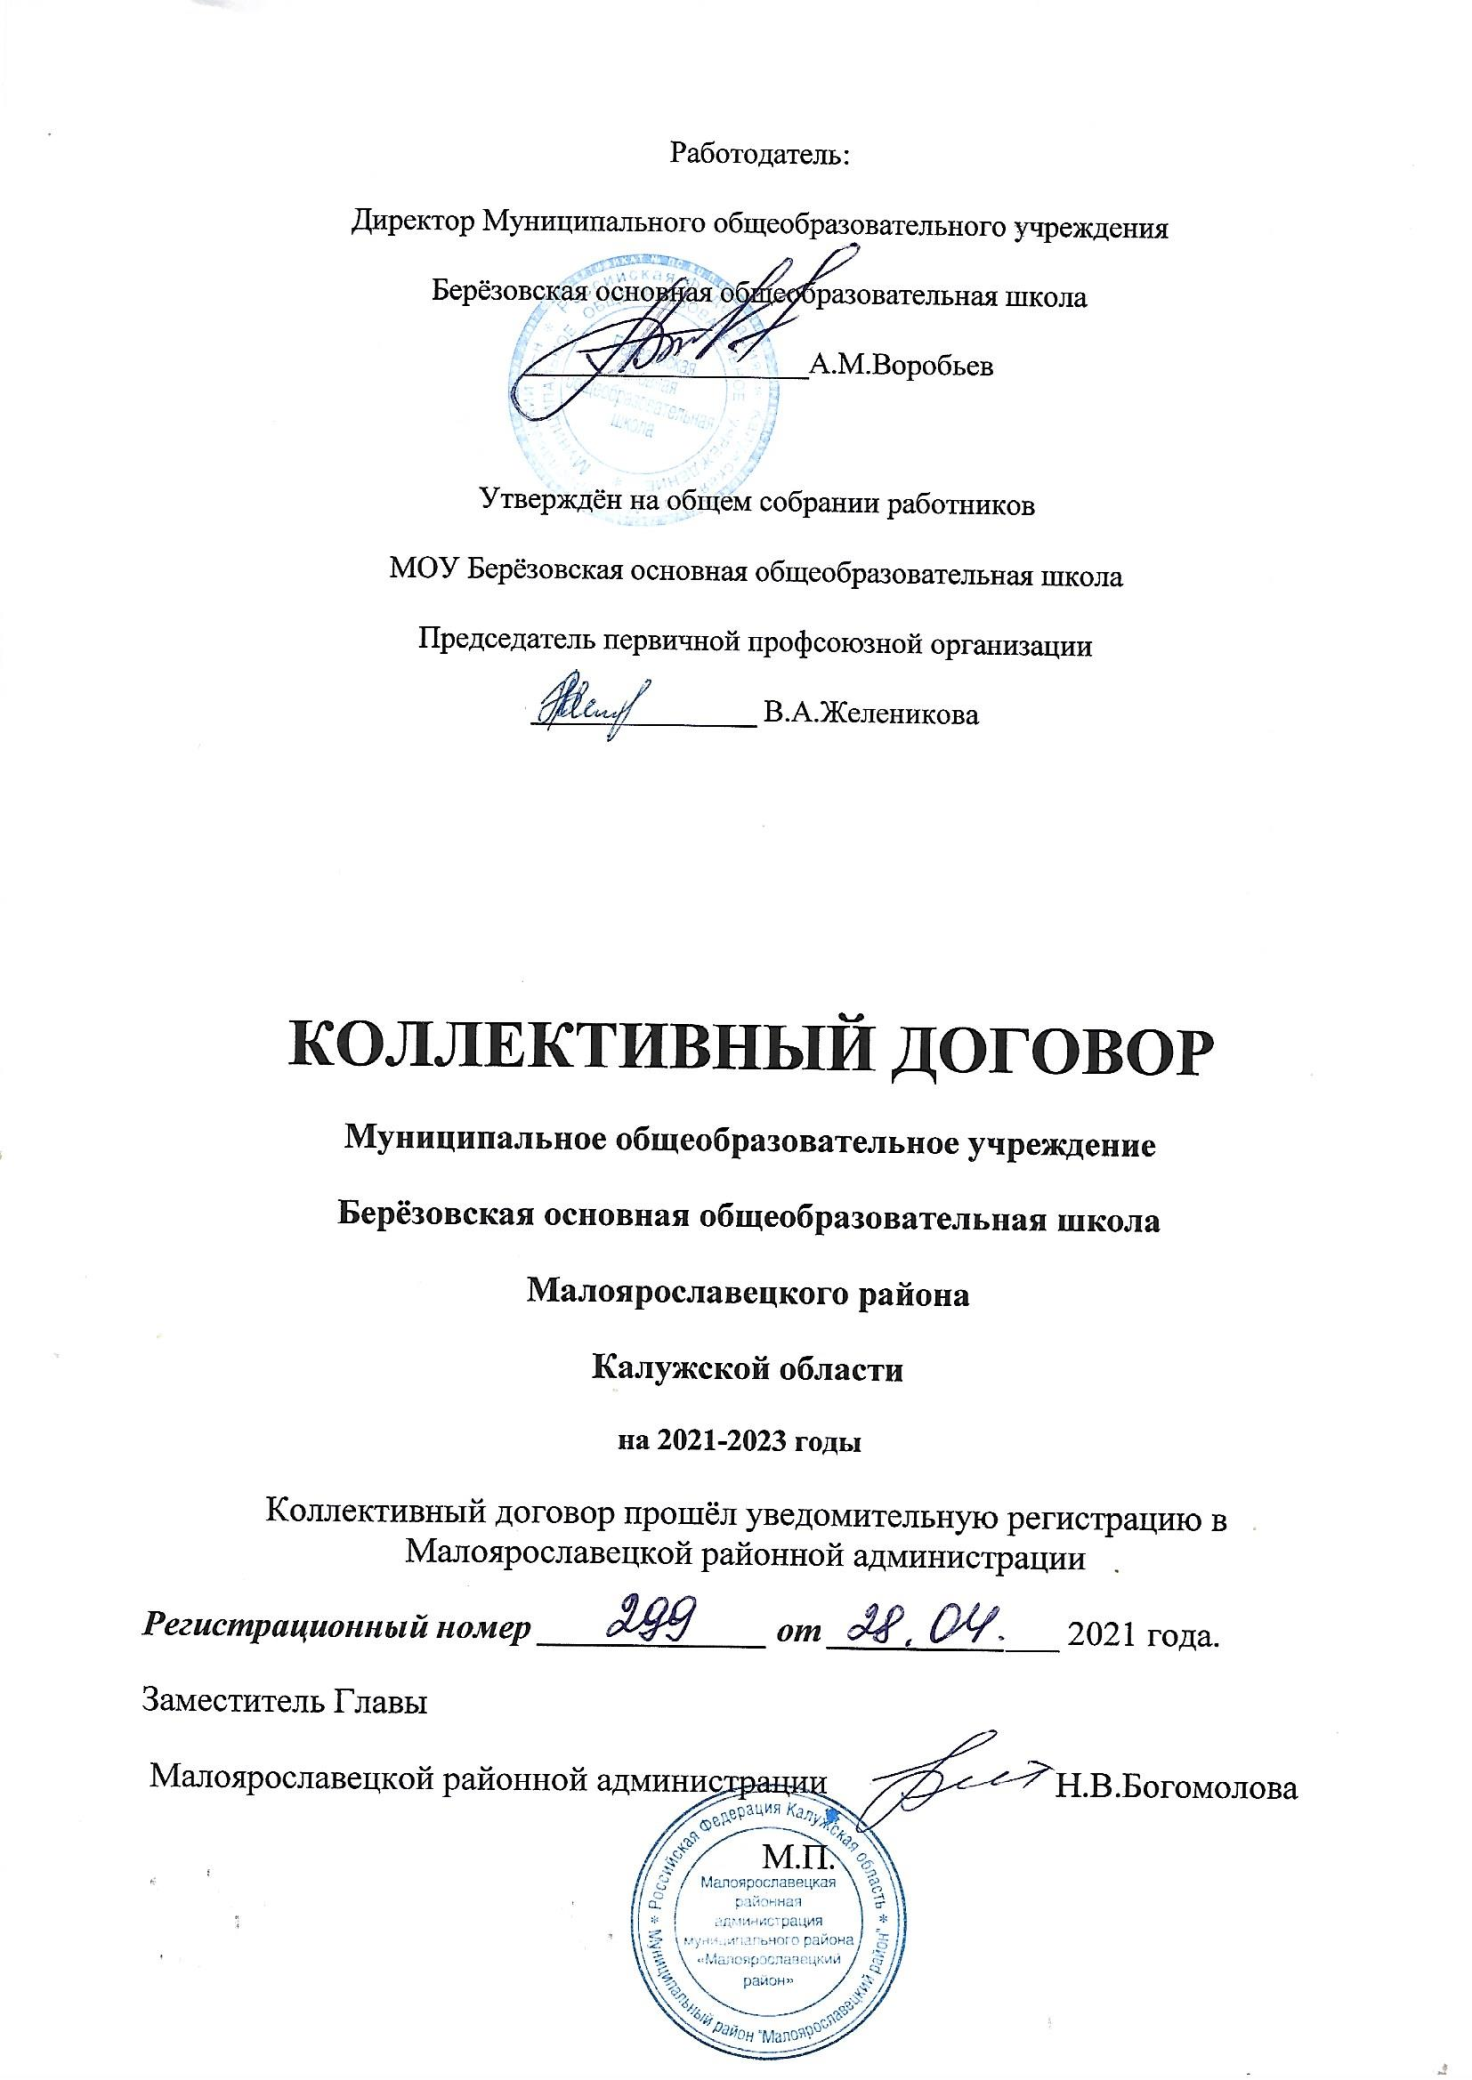 Работодатель:
Директор Муниципального общеобразовательного учреждения
Берёзовская основная общеобразовательная школа
____________________А.М.Воробьев
Утверждён на общем собрании работников
МОУ Берёзовская основная общеобразовательная школа
Председатель первичной профсоюзной организации
________________ В.А.Желеникова
КОЛЛЕКТИВНЫЙ ДОГОВОР
Муниципальное общеобразовательное учреждение
Берёзовская основная общеобразовательная школа
Малоярославецкого района
Калужской области
на 2021-2023 годы
Коллективный договор прошёл уведомительную регистрацию в
Малоярославецкой районной администрации
Регистрационный номер 299 от 28.04. 2021 года.
Заместитель Главы
Малоярославецкой районной администрации Н.В.Богомолова
М.П.
* Российская Федерация Калужская область *
Муниципальный район "Малоярославецкий район"
Малоярославецкая
районная
администрация
муниципального района
«Малоярославецкий
район»